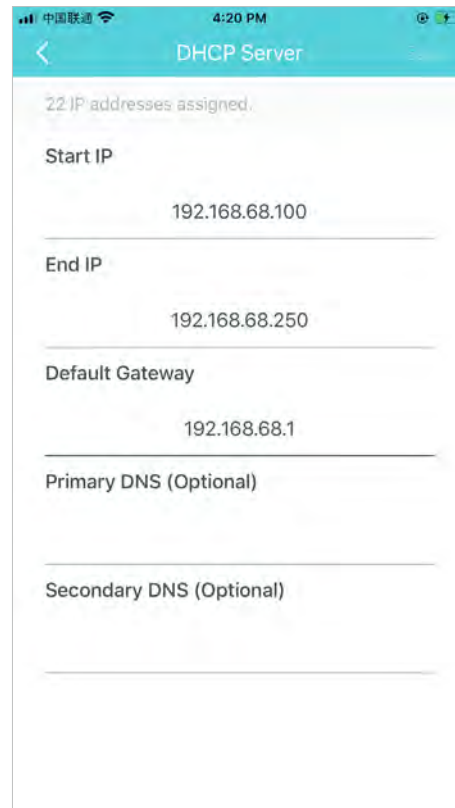 中国联通
4:20 PM
DHCP Server
22 IP addresses assigned.
Start IP
192.168.68.100
End IP
192.168.68.250
Default Gateway
192.168.68.1
Primary DNS (Optional)
Secondary DNS (Optional)